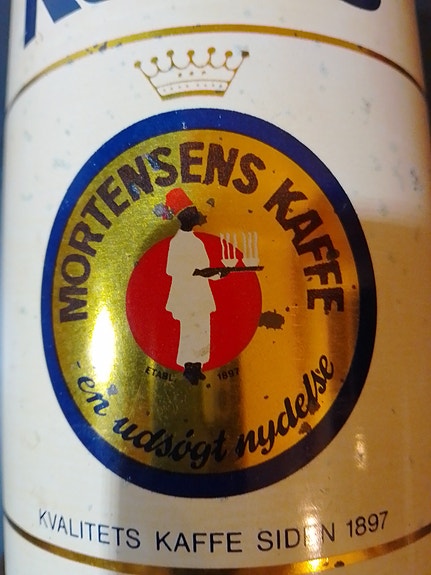 MORTENSENS KAFFE
ETABL. 1897
- en udsøgt nydelse
KVALITETS KAFFE SIDEN 1897